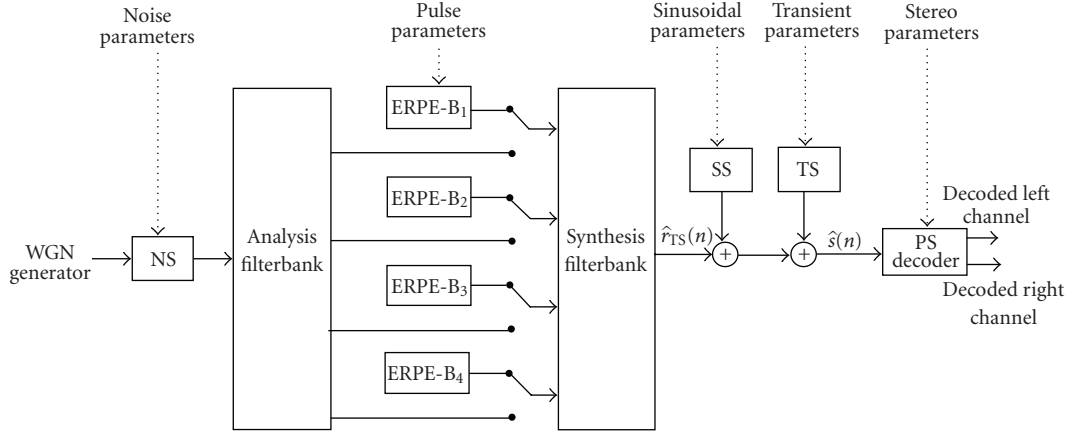 Noise
parameters
Pulse
parameters
Sinusoidal
parameters
Transient
parameters
Stereo
parameters
ERPE-B₁
ERPE-B₂
ERPE-B₃
ERPE-B₄
WGN
generator
NS
Analysis
filterbank
Synthesis
filterbank
r̂_TS(n)
SS
+
TS
+
ŝ(n)
PS
decoder
Decoded left
channel
Decoded right
channel